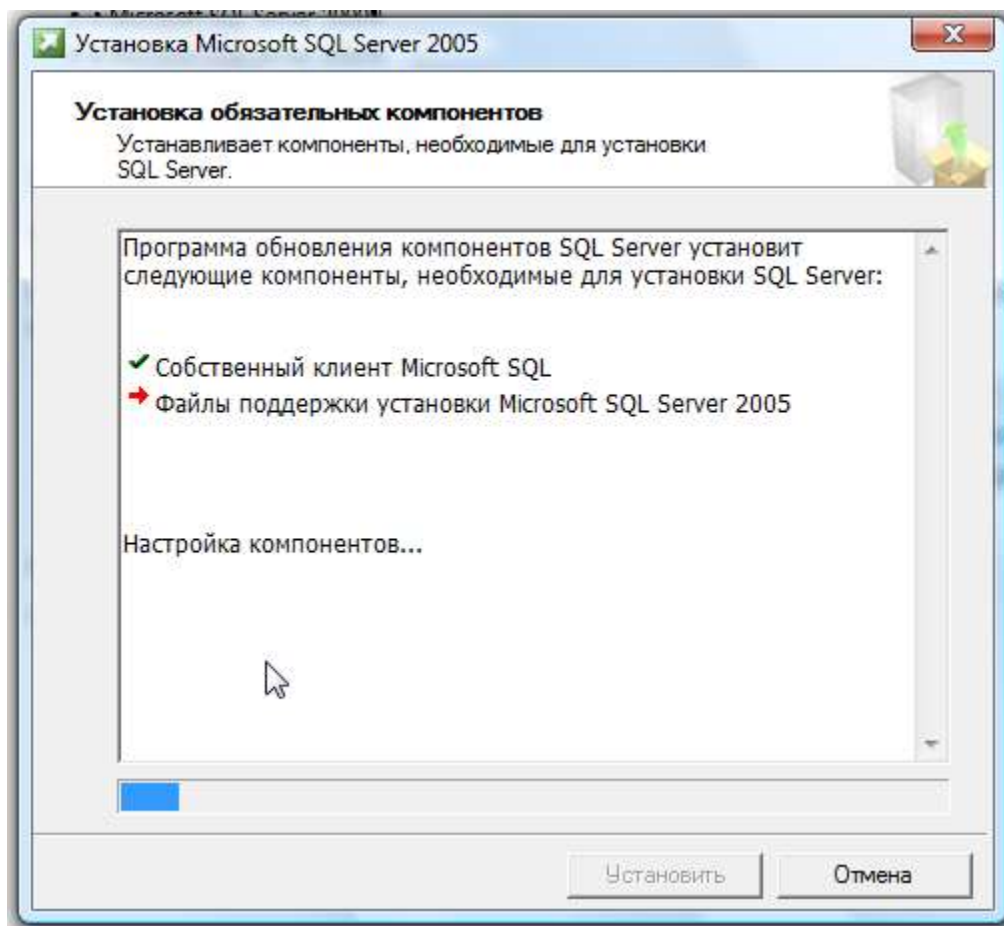 Установка Microsoft SQL Server 2005
Установка обязательных компонентов
Устанавливает компоненты, необходимые для установки
SQL Server.
Программа обновления компонентов SQL Server установит
следующие компоненты, необходимые для установки SQL Server:
Собственный клиент Microsoft SQL
Файлы поддержки установки Microsoft SQL Server 2005
Настройка компонентов...
Установить
Отмена